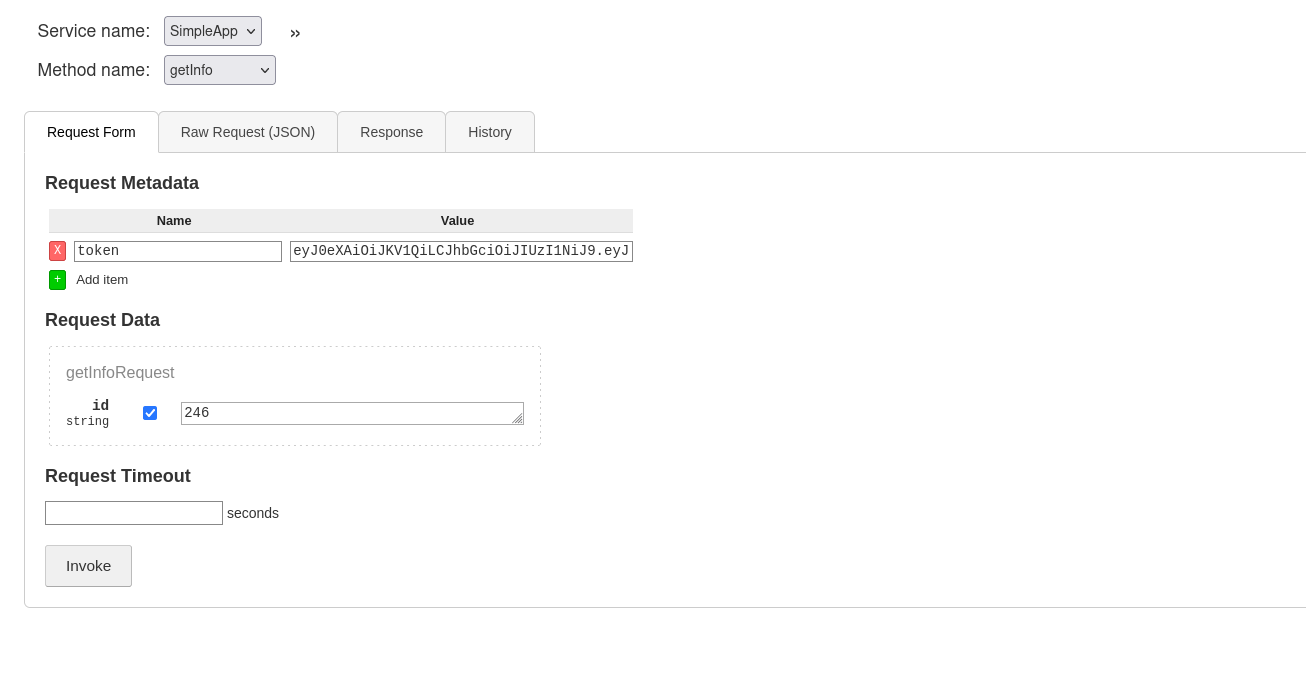 Service name: SimpleApp »
Method name: getInfo
Request Form Raw Request (JSON) Response History
Request Metadata
Name Value
X token eyJ0eXAiOiJKV1QiLCJhbGciOiJIUzI1NiJ9.eyJ
+ Add item
Request Data
getInfoRequest
id 246
string
Request Timeout
seconds
Invoke